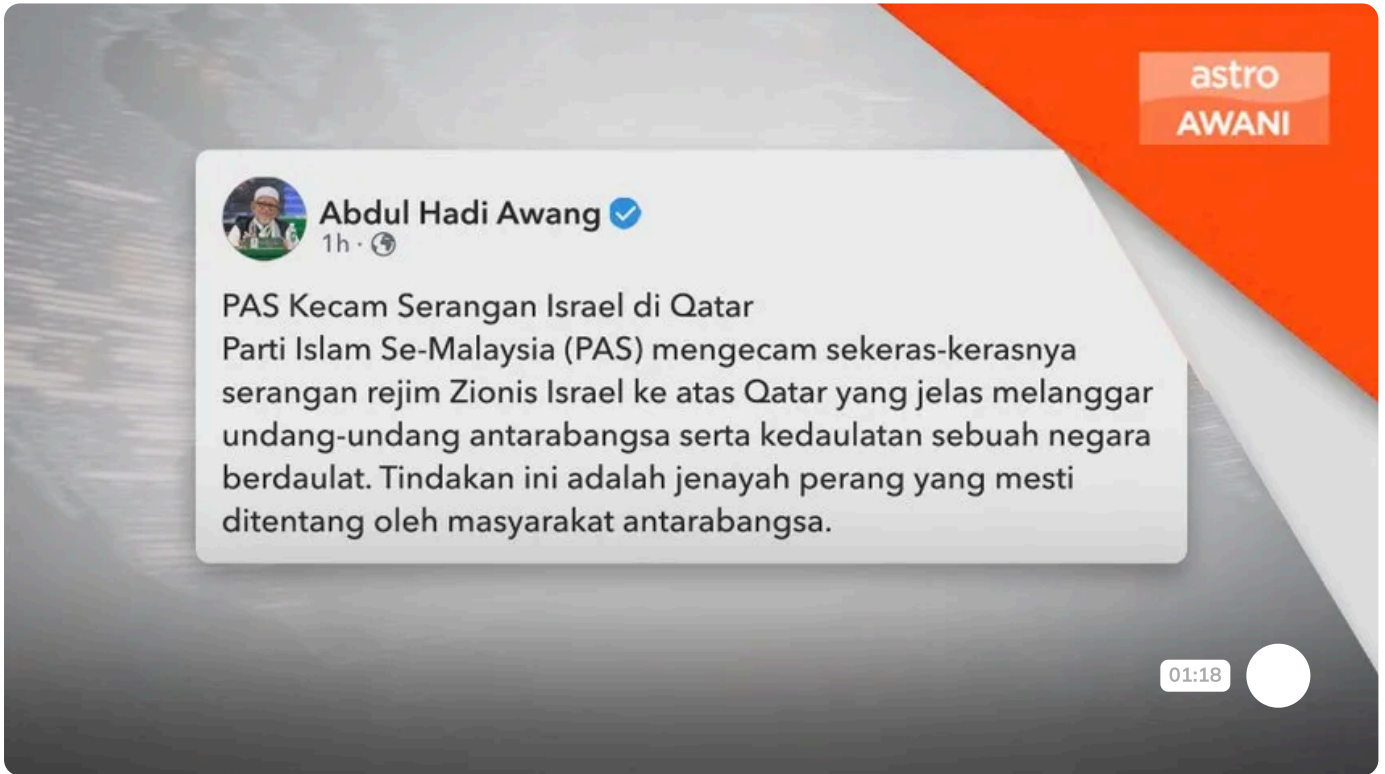 astro
AWANI
Abdul Hadi Awang
1h ·
PAS Kecam Serangan Israel di Qatar
Parti Islam Se-Malaysia (PAS) mengecam sekeras-kerasnya
serangan rejim Zionis Israel ke atas Qatar yang jelas melanggar
undang-undang antarabangsa serta kedaulatan sebuah negara
berdaulat. Tindakan ini adalah jenayah perang yang mesti
ditentang oleh masyarakat antarabangsa.
01:18